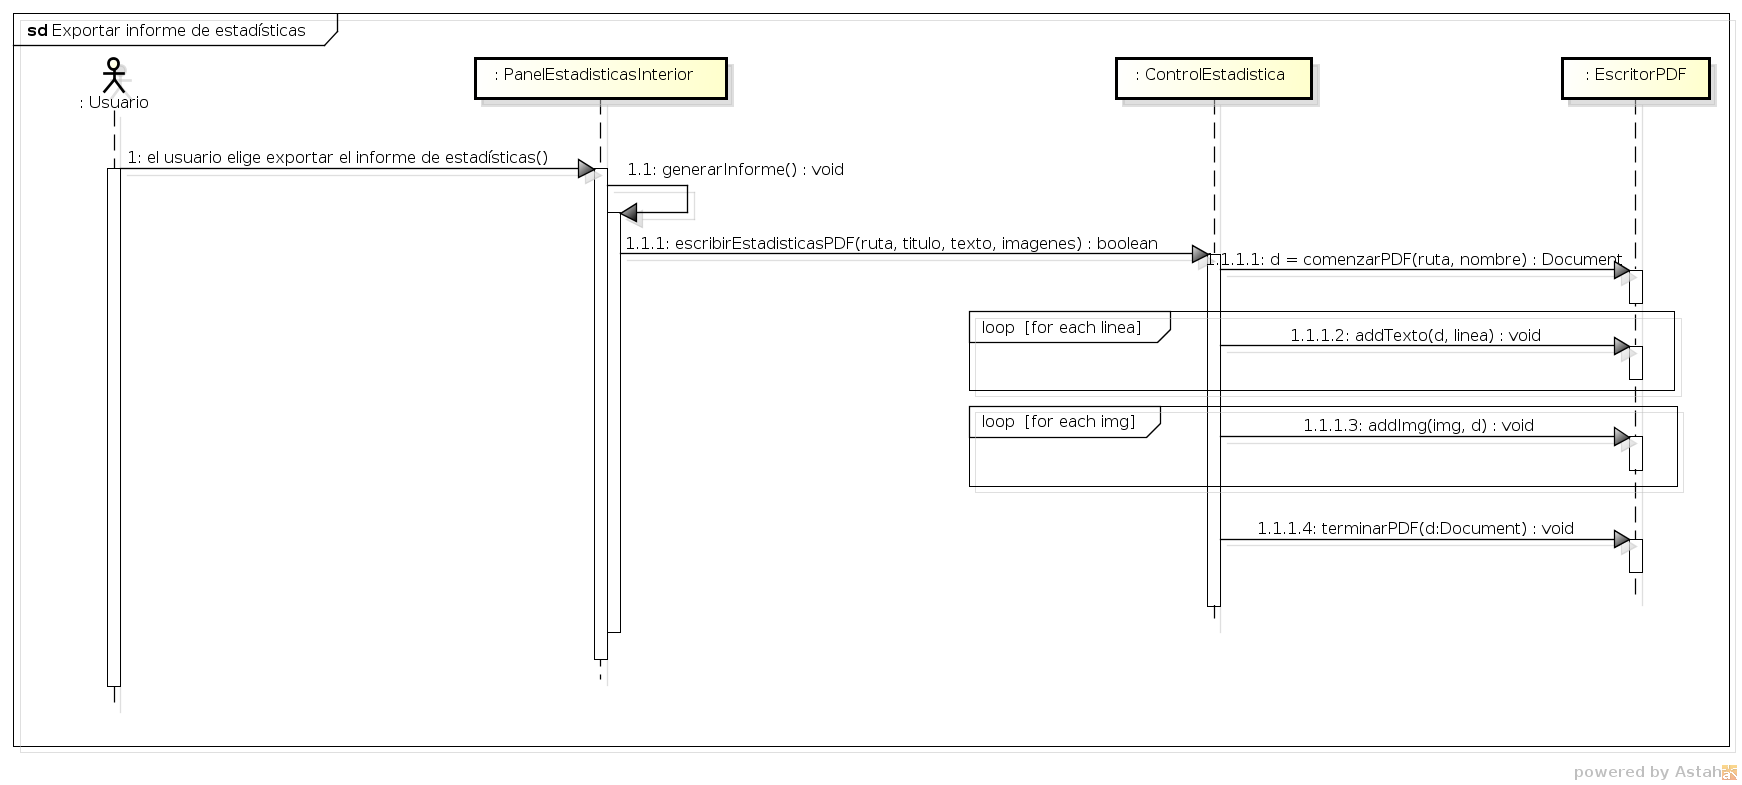 sd Exportar informe de estadísticas
: Usuario
: PanelEstadisticasInterior
: ControlEstadistica
: EscritorPDF
1: el usuario elige exportar el informe de estadísticas()
1.1: generarInforme() : void
1.1.1: escribirEstadisticasPDF(ruta, titulo, texto, imagenes) : boolean
1.1.1.1: d = comenzarPDF(ruta, nombre) : Document
loop [for each linea]
1.1.1.2: addTexto(d, linea) : void
loop [for each img]
1.1.1.3: addImg(img, d) : void
1.1.1.4: terminarPDF(d:Document) : void
powered by Astah